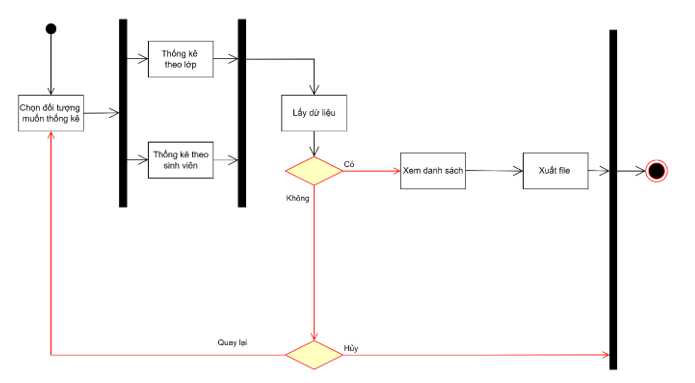 Thống kê
theo lớp
Chọn đối tượng
muốn thống kê
Lấy dữ liệu
Thống kê theo
sinh viên
Có
Xem danh sách
Xuất file
Không
Quay lại
Hủy